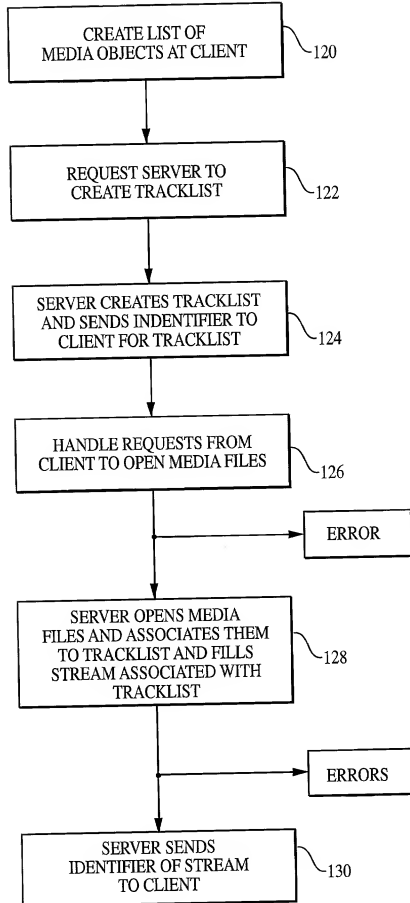 CREATE LIST OF
MEDIA OBJECTS AT CLIENT
120
REQUEST SERVER TO
CREATE TRACKLIST
122
SERVER CREATES TRACKLIST
AND SENDS INDENTIFIER TO
CLIENT FOR TRACKLIST
124
HANDLE REQUESTS FROM
CLIENT TO OPEN MEDIA FILES
126
ERROR
SERVER OPENS MEDIA
FILES AND ASSOCIATES THEM
TO TRACKLIST AND FILLS
STREAM ASSOCIATED WITH
TRACKLIST
128
ERRORS
SERVER SENDS
IDENTIFIER OF STREAM
TO CLIENT
130